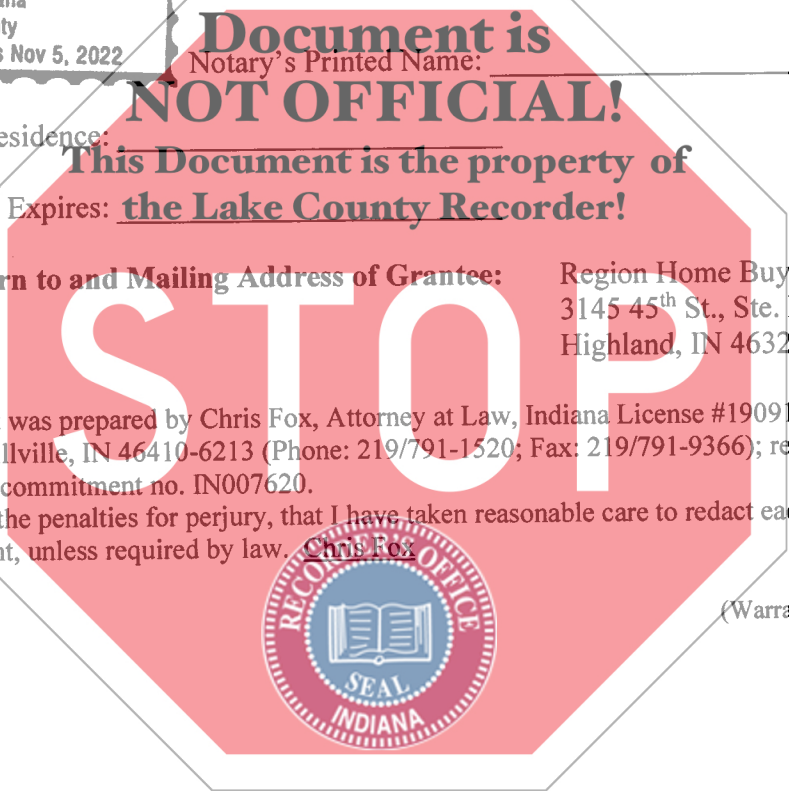 ty
Nov 5, 2022
Document is
Notary's Printed Name:
NOT OFFICIAL!
esidence:
This Document is the property of
Expires: the Lake County Recorder!
rn to and Mailing Address of Grantee: Region Home Buy
3145 45th St., Ste.
Highland, IN 4632
STOP
was prepared by Chris Fox, Attorney at Law, Indiana License #19091
llville, IN 46410-6213 (Phone: 219/791-1520; Fax: 219/791-9366); re
commitment no. IN007620.
the penalties for perjury, that I have taken reasonable care to redact eac
nt, unless required by law. Chris Fox
RECORDER'S OFFICE
SEAL
INDIANA
(Warra